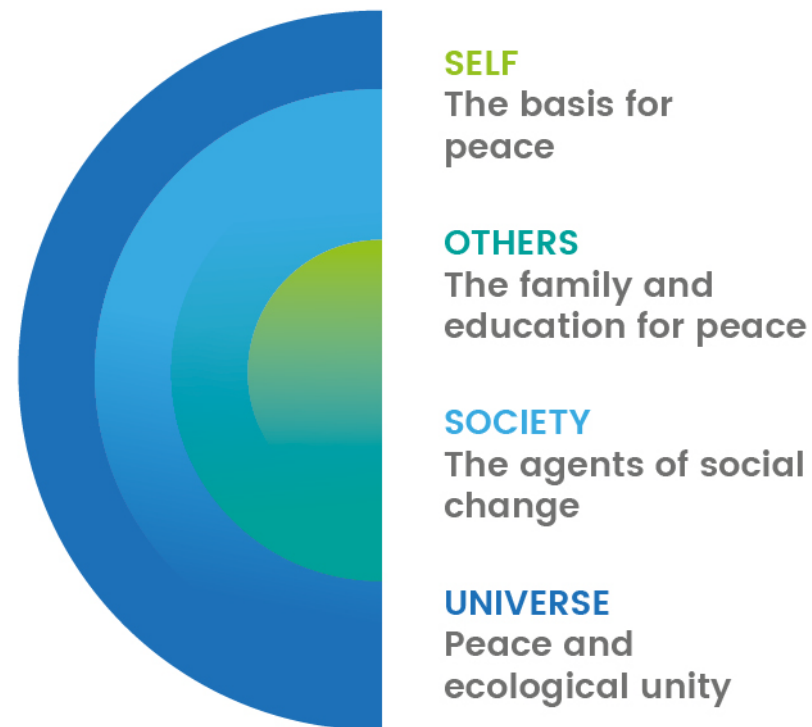 SELF
The basis for
peace
OTHERS
The family and
education for peace
SOCIETY
The agents of social
change
UNIVERSE
Peace and
ecological unity